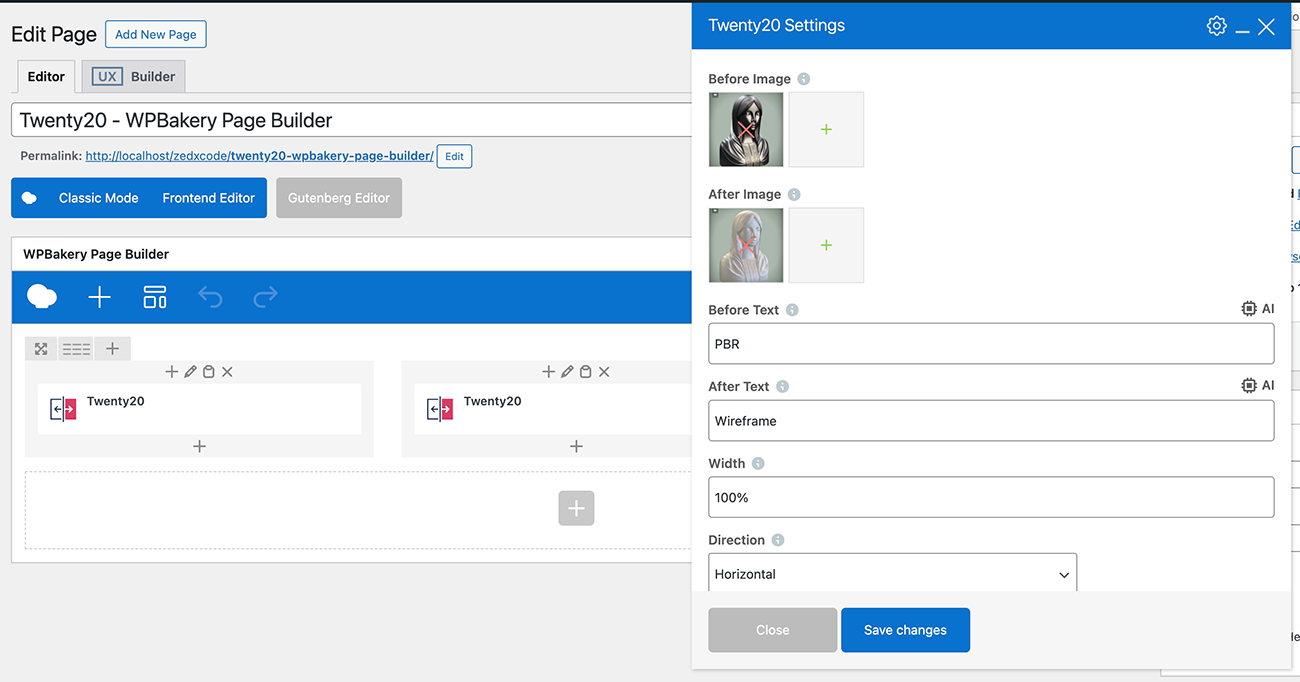 Edit Page
Add New Page
Editor
UX Builder
Twenty20 - WPBakery Page Builder
Permalink: http://localhost/zedxcode/twenty20-wpbakery-page-builder/ Edit
Classic Mode
Frontend Editor
Gutenberg Editor
WPBakery Page Builder
Twenty20
Twenty20
Twenty20 Settings
Before Image
After Image
Before Text
AI
PBR
After Text
AI
Wireframe
Width
100%
Direction
Horizontal
Close
Save changes